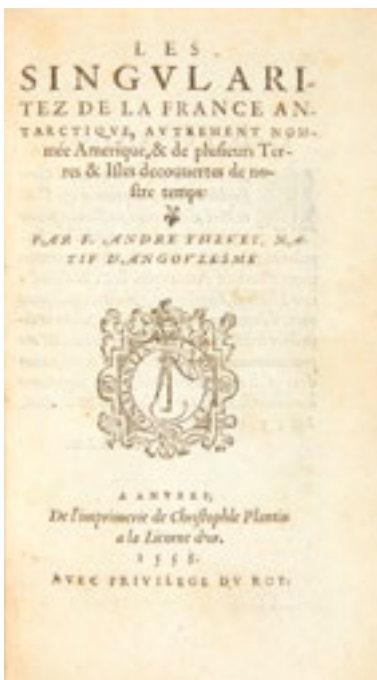 LES
SINGVLARI-
TEZ DE LA FRANCE AN-
TARCTIQVE, AVTREMENT NOM-
mée Amerique, & de plusieurs Ter-
res & Isles decouuertes de no-
stre temps:
PAR F. ANDRE THEVET, NA-
TIF D'ANGOVLESME
A ANVERS,
De l'imprimerie de Christophle Plantin
a la Licorne d'or.
1558.
AVEC PRIVILEGE DV ROY.